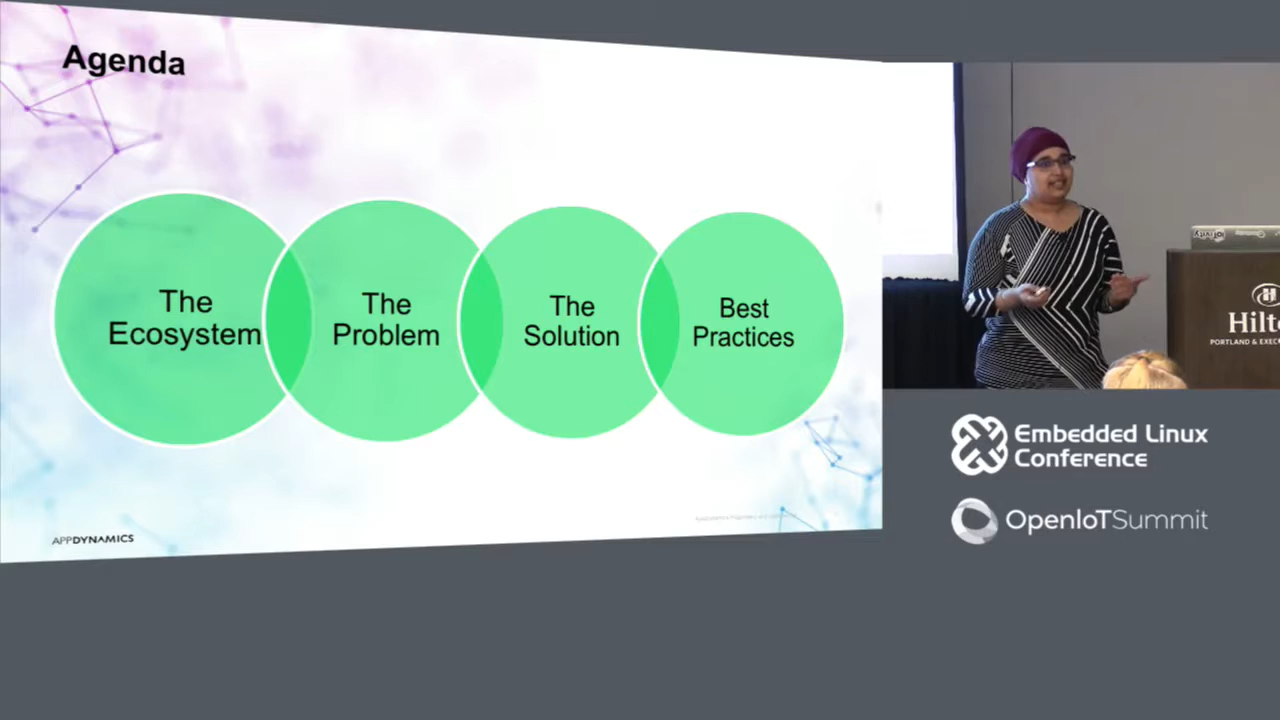 Agenda
The
Ecosystem
The
Problem
The
Solution
Best
Practices
APPDYNAMICS
Hilt
PORTLAND & EXEC
Embedded Linux
Conference
OpenIoTSummit